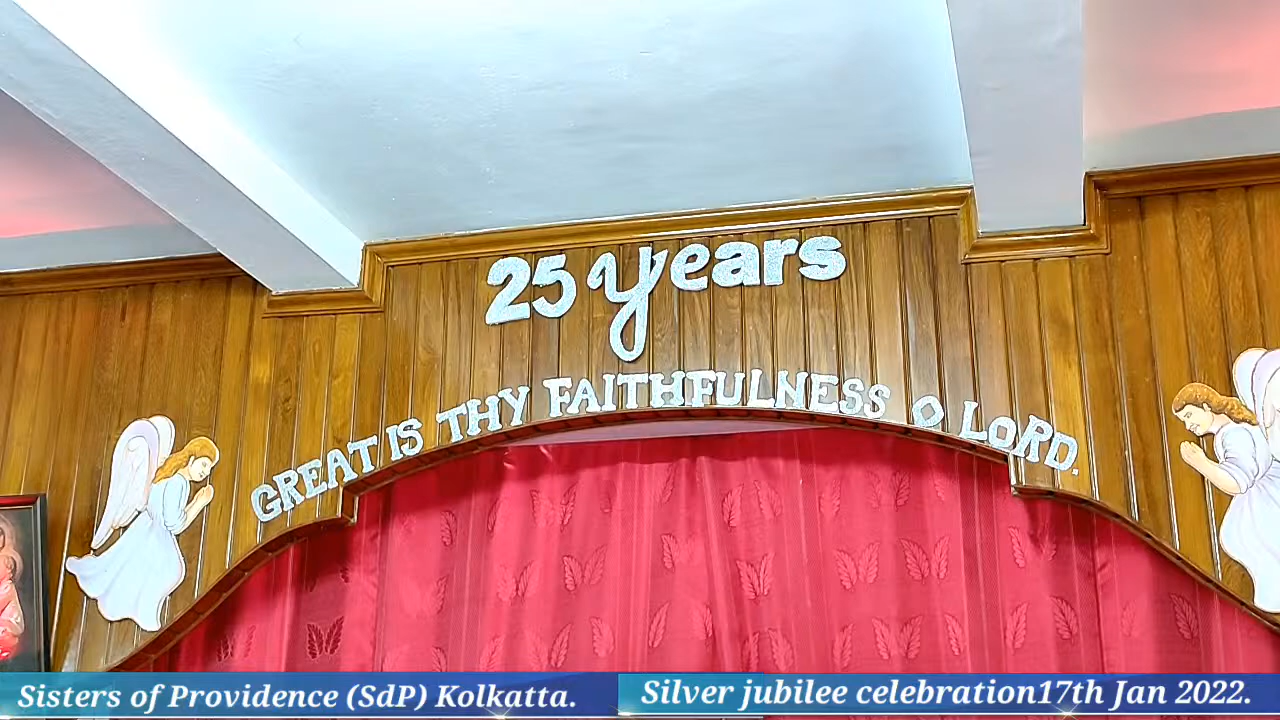 25 years
GREAT IS THY FAITHFULNESS O LORD.
Sisters of Providence (SdP) Kolkatta.
Silver jubilee celebration17th Jan 2022.